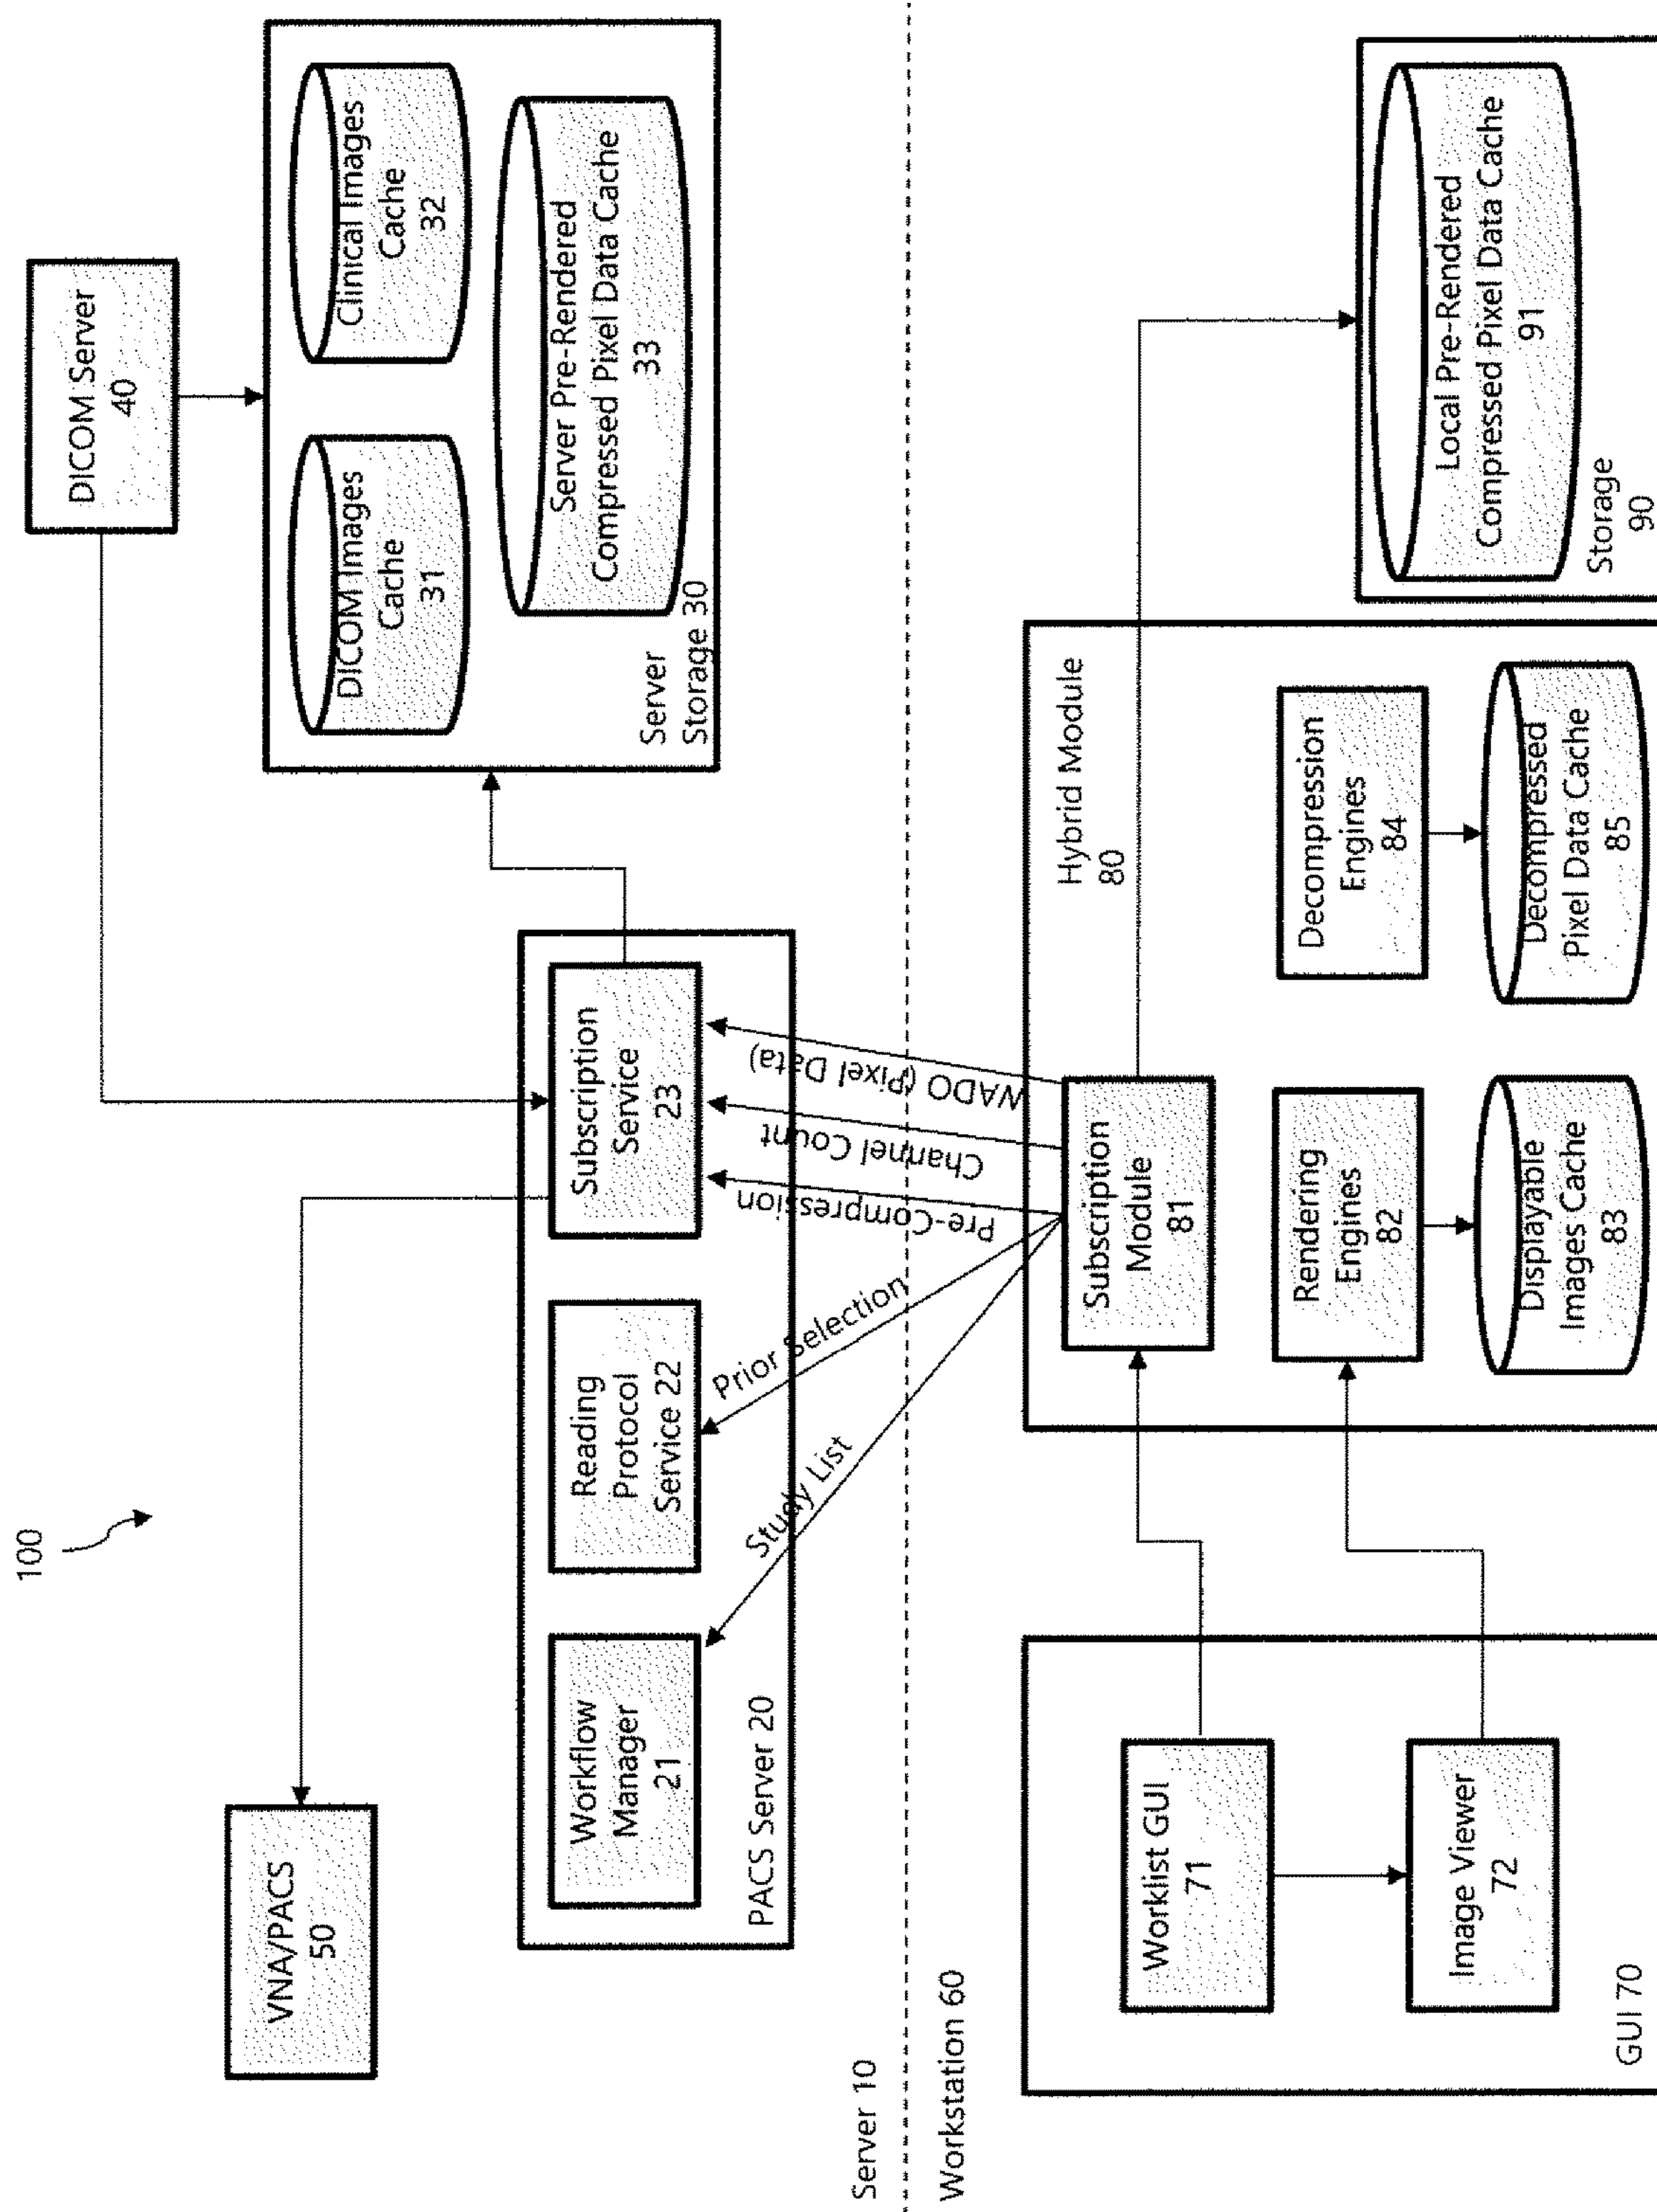 100
VNA/PACS
50
DICOM Server
40
DICOM Images
Cache
31
Clinical Images
Cache
32
Server Pre-Rendered
Compressed Pixel Data Cache
33
Server
Storage 30
Workflow
Manager
21
Reading
Protocol
Service 22
Subscription
Service
23
PACS Server 20
Study List
Prior Selection
Pre-Compression
Channel Count
WADO (Pixel Data)
Server 10
Workstation 60
Worklist GUI
71
Image Viewer
72
GUI 70
Hybrid Module
80
Subscription
Module
81
Rendering
Engines
82
Displayable
Images Cache
83
Decompression
Engines
84
Decompressed
Pixel Data Cache
85
Local Pre-Rendered
Compressed Pixel Data Cache
91
Storage
90